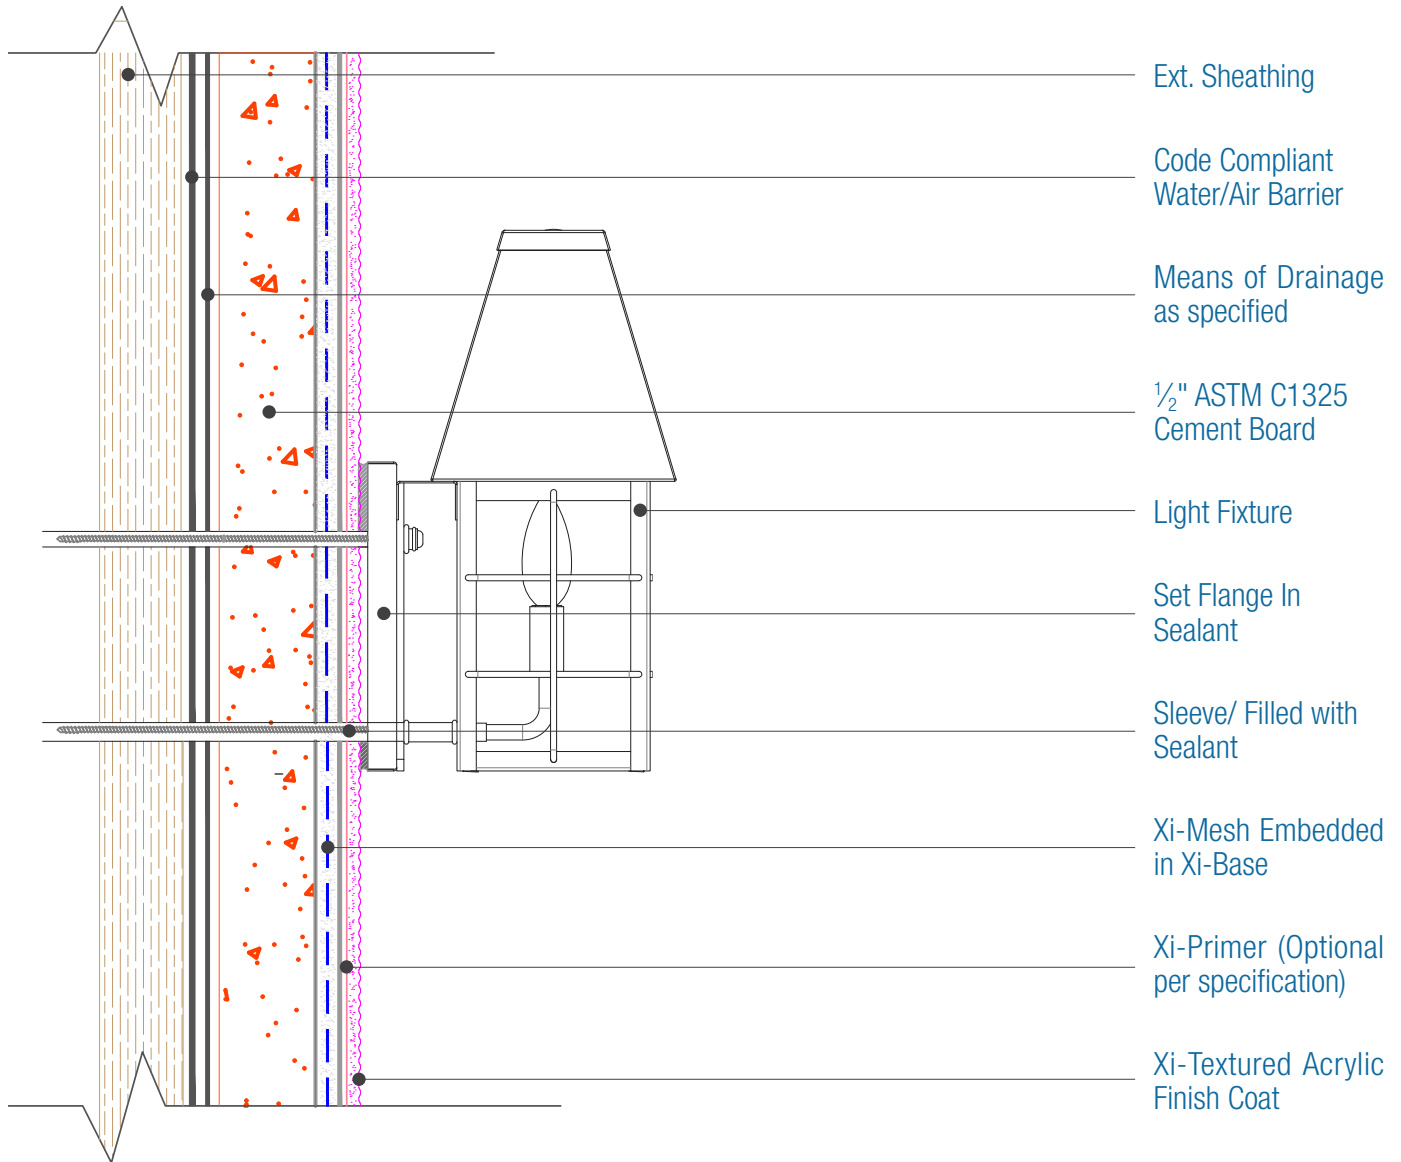 Ext. Sheathing
Code Compliant
Water/Air Barrier
Means of Drainage
as specified
½" ASTM C1325
Cement Board
Light Fixture
Set Flange In
Sealant
Sleeve/ Filled with
Sealant
Xi-Mesh Embedded
in Xi-Base
Xi-Primer (Optional
per specification)
Xi-Textured Acrylic
Finish Coat